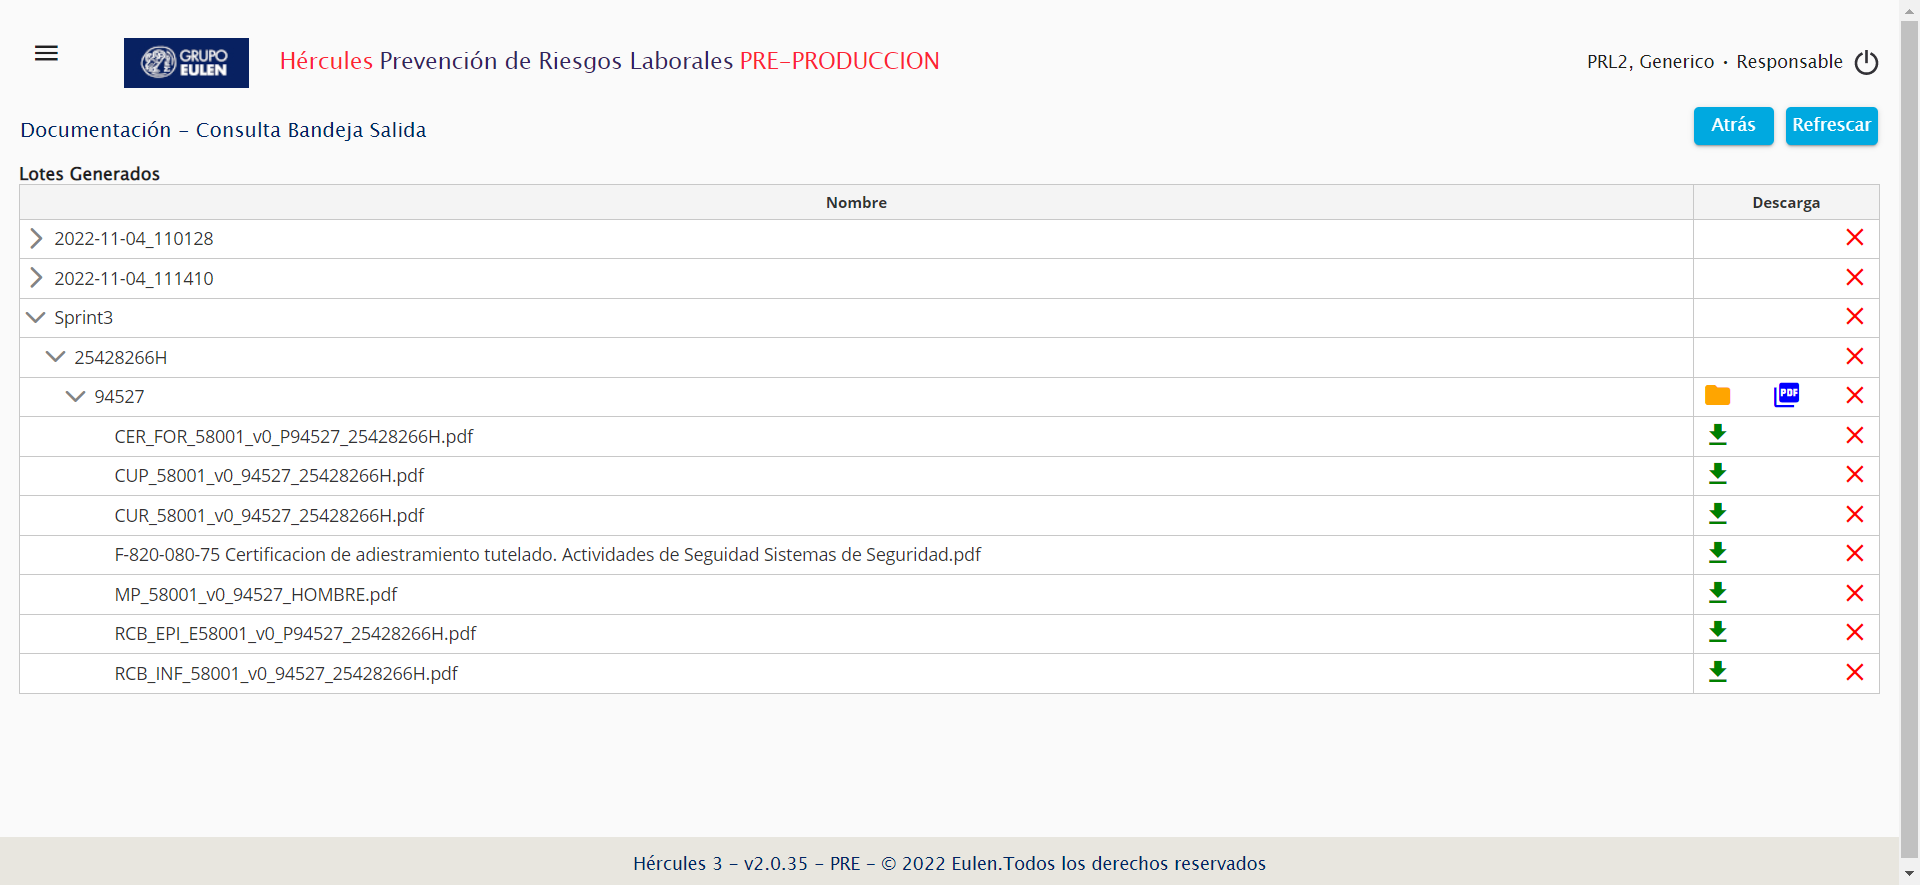 GRUPO
EULEN
Hércules Prevención de Riesgos Laborales PRE-PRODUCCION
PRL2, Generico · Responsable
Documentación - Consulta Bandeja Salida
Atrás
Refrescar
Lotes Generados
Nombre
Descarga
2022-11-04_110128
2022-11-04_111410
Sprint3
25428266H
94527
PDF
CER_FOR_58001_v0_P94527_25428266H.pdf
CUP_58001_v0_94527_25428266H.pdf
CUR_58001_v0_94527_25428266H.pdf
F-820-080-75 Certificacion de adiestramiento tutelado. Actividades de Seguidad Sistemas de Seguridad.pdf
MP_58001_v0_94527_HOMBRE.pdf
RCB_EPI_E58001_v0_P94527_25428266H.pdf
RCB_INF_58001_v0_94527_25428266H.pdf
Hércules 3 - v2.0.35 - PRE - © 2022 Eulen.Todos los derechos reservados